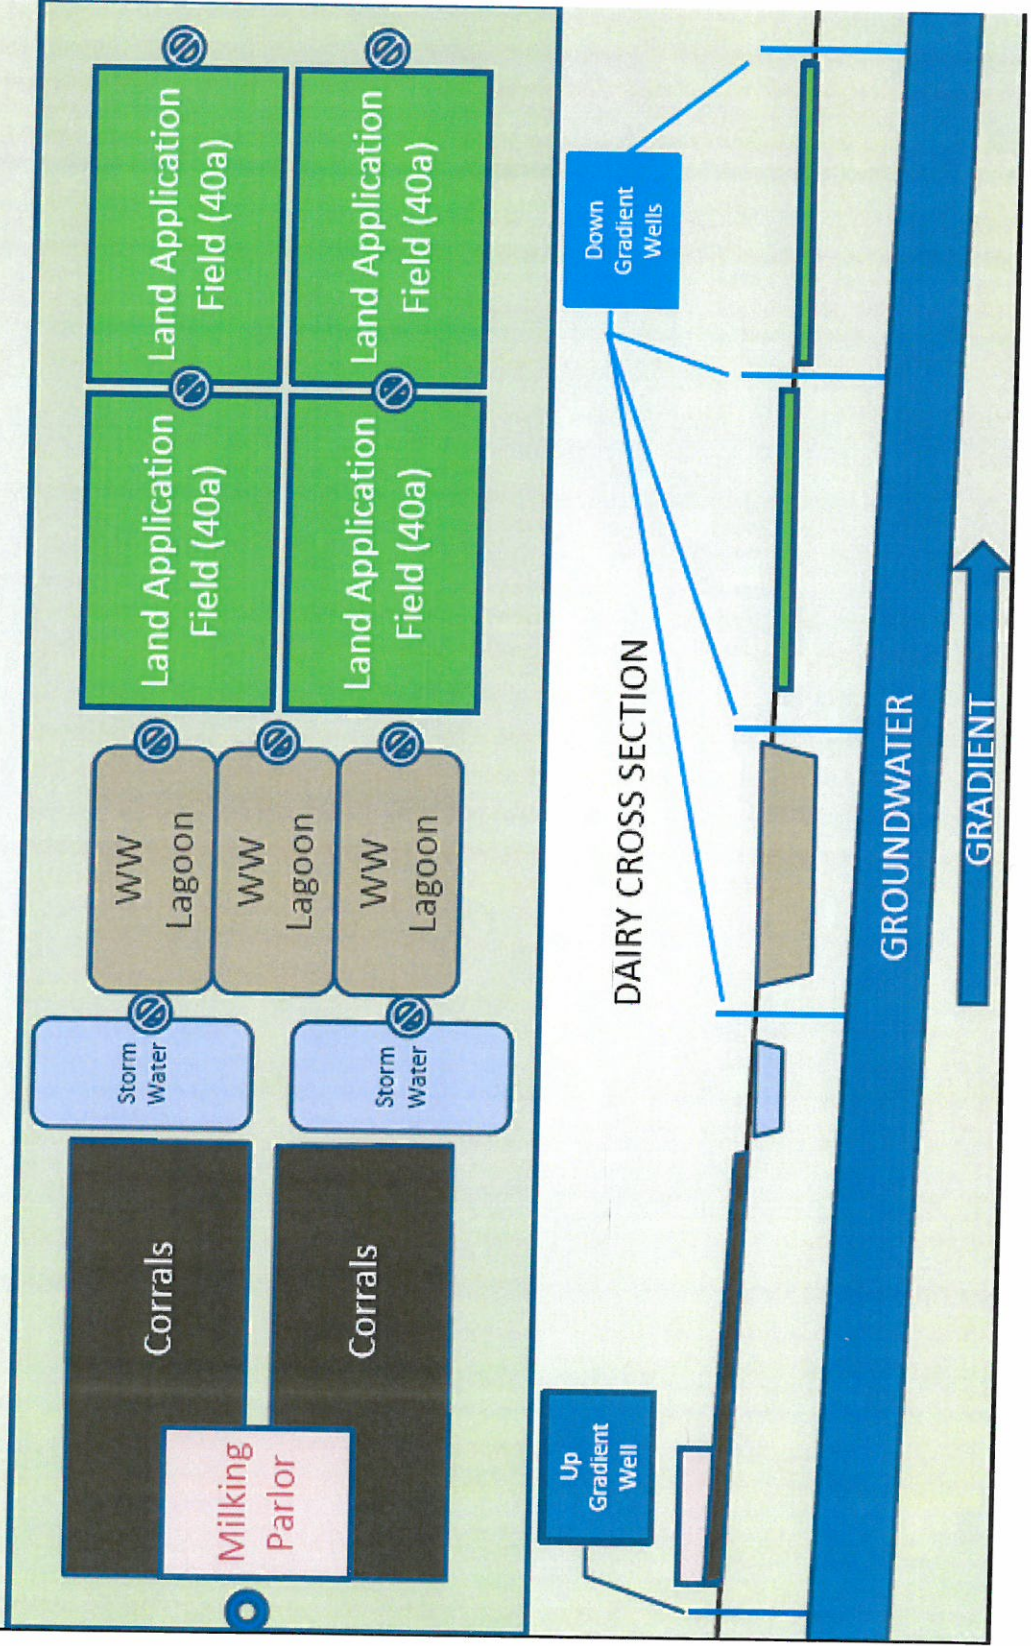 Milking
Parlor
Corrals
Corrals
Storm
Water
Storm
Water
WW
Lagoon
WW
Lagoon
WW
Lagoon
Land Application
Field (40a)
Land Application
Field (40a)
Land Application
Field (40a)
Land Application
Field (40a)
Up
Gradient
Well
DAIRY CROSS SECTION
Down
Gradient
Wells
GROUNDWATER
GRADIENT